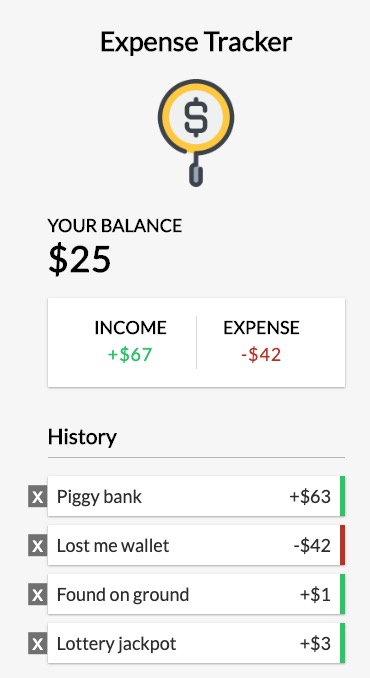 Expense Tracker
$
YOUR BALANCE
$25
INCOME EXPENSE
+$67 -$42
History
X Piggy bank +$63
X Lost me wallet -$42
X Found on ground +$1
X Lottery jackpot +$3